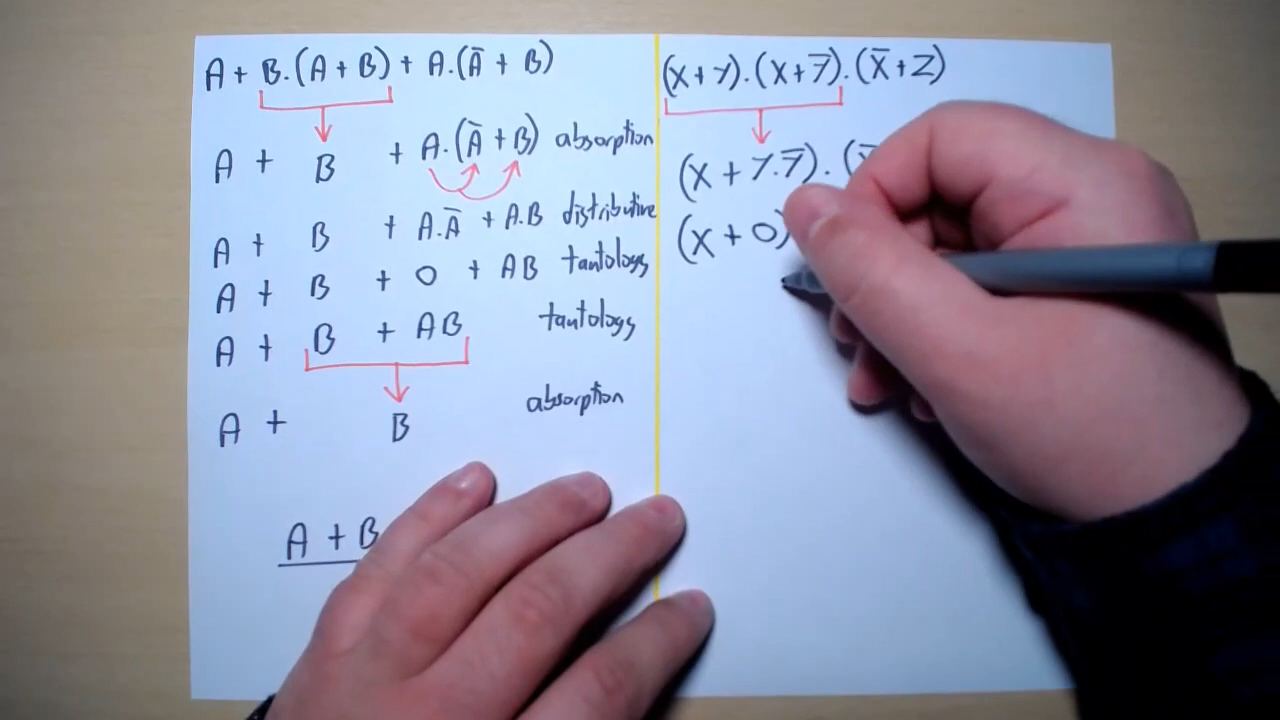 A + B.(A + B) + A.(Ā + B)
A + B + A.(Ā + B) absorption
A + B + A.Ā + A.B distributive
A + B + 0 + AB tautology
A + B + AB tautology
A + B absorption
A + B
(X + Y).(X + Ȳ).(X̄ + Z)
(X + Y.Ȳ).(X̄
(X + 0)